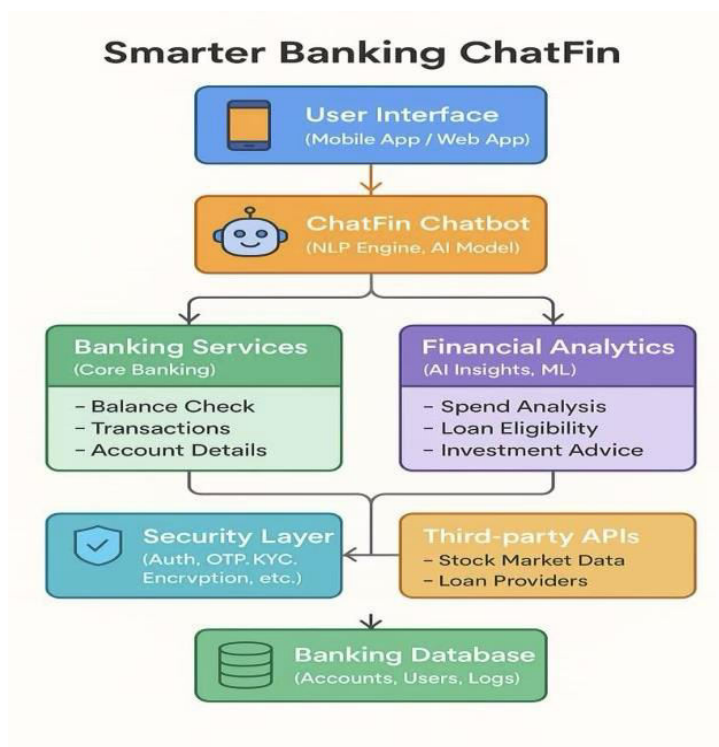 Smarter Banking ChatFin
User Interface
(Mobile App / Web App)
ChatFin Chatbot
(NLP Engine, AI Model)
Banking Services
(Core Banking)
- Balance Check
- Transactions
- Account Details
Financial Analytics
(AI Insights, ML)
- Spend Analysis
- Loan Eligibility
- Investment Advice
Security Layer
(Auth, OTP. KYC.
Encrvption, etc.)
Third-party APIs
- Stock Market Data
- Loan Providers
Banking Database
(Accounts, Users, Logs)